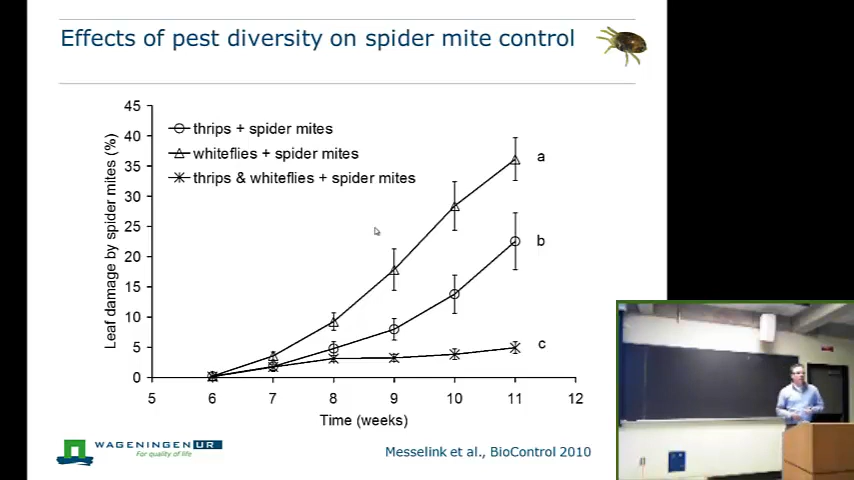 Effects of pest diversity on spider mite control
45
40
35
30
25
20
15
10
5
0
Leaf damage by spider mites (%)
thrips + spider mites
whiteflies + spider mites
thrips & whiteflies + spider mites
a
b
c
5 6 7 8 9 10 11 12
Time (weeks)
WAGENINGEN UR
For quality of life
Messelink et al., BioControl 2010